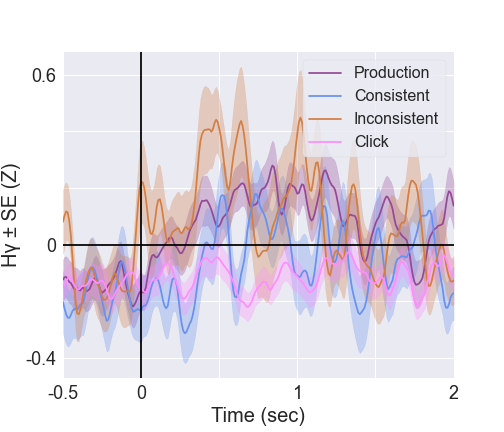 Production
Consistent
Inconsistent
Click
0.6
0
-0.4
Hγ ± SE (Z)
-0.5
0
1
2
Time (sec)